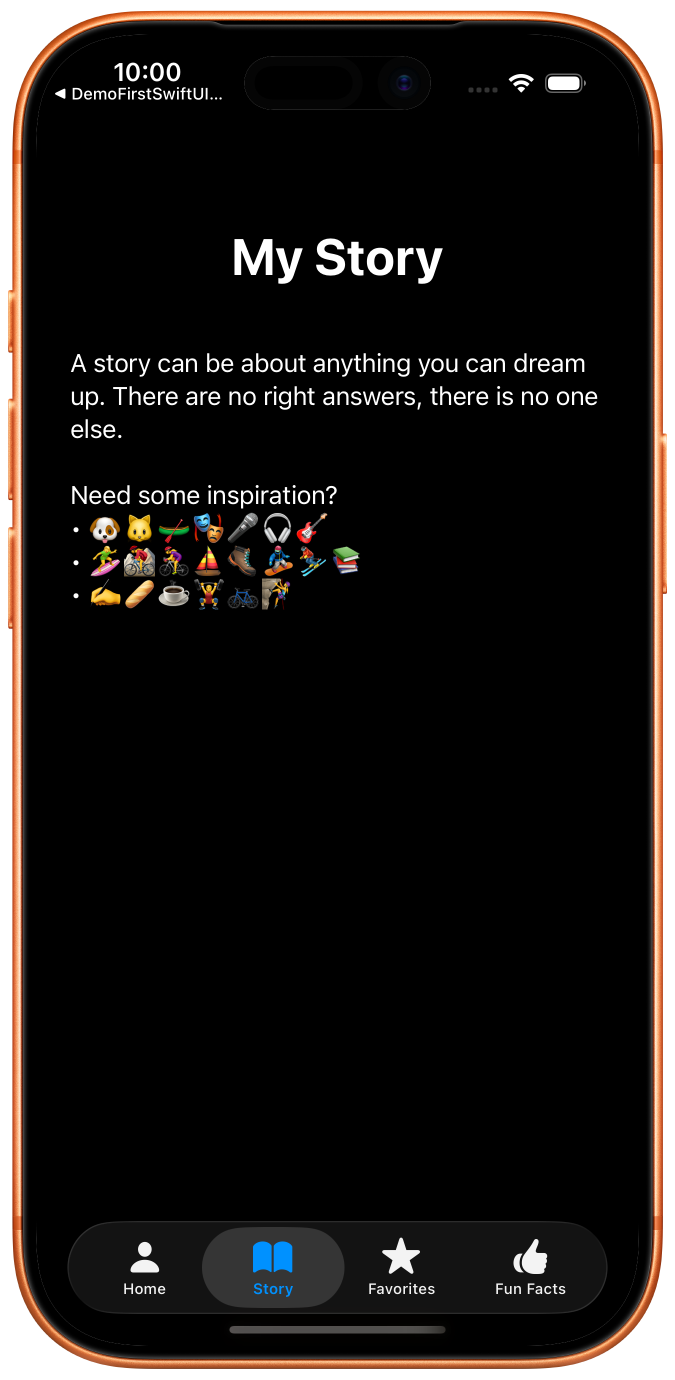 10:00
◀ DemoFirstSwiftUI...
My Story
A story can be about anything you can dream
up. There are no right answers, there is no one
else.
Need some inspiration?
• 🐶🐱🛶🎭🎤🎧🎸
• 🏄‍♀️🚵‍♀️🚴‍♀️⛵️🥾🏂⛷📚
• ✍️🥖☕️🏋️‍♀️🚲🧗‍♀️
Home
Story
Favorites
Fun Facts